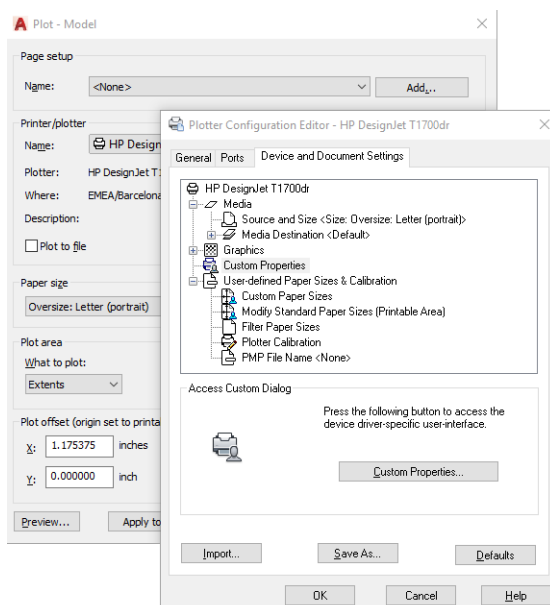 Plot - Model
Page setup
Name:
<None>
Add...
Printer/plotter
Name:
HP Design
Plotter:
HP DesignJet T1
Where:
EMEA/Barcelona
Description:
Plot to file
Paper size
Oversize: Letter (portrait)
Plot area
What to plot:
Extents
Plot offset (origin set to printa
X:
1.175375
inches
Y:
0.000000
inch
Preview...
Apply to
Plotter Configuration Editor - HP DesignJet T1700dr
General
Ports
Device and Document Settings
HP DesignJet T1700dr
Media
Source and Size <Size: Oversize: Letter (portrait)>
Media Destination <Default>
Graphics
Custom Properties
User-defined Paper Sizes & Calibration
Custom Paper Sizes
Modify Standard Paper Sizes (Printable Area)
Filter Paper Sizes
Plotter Calibration
PMP File Name <None>
Access Custom Dialog
Press the following button to access the
device driver-specific user-interface.
Custom Properties...
Import...
Save As...
Defaults
OK
Cancel
Help